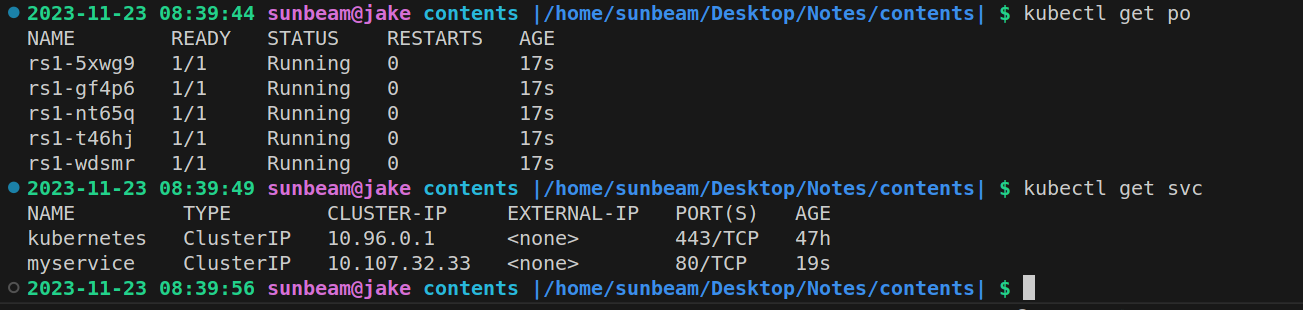 2023-11-23 08:39:44 sunbeam@jake contents |/home/sunbeam/Desktop/Notes/contents| $ kubectl get po
NAME        READY   STATUS    RESTARTS   AGE
rs1-5xwg9   1/1     Running   0          17s
rs1-gf4p6   1/1     Running   0          17s
rs1-nt65q   1/1     Running   0          17s
rs1-t46hj   1/1     Running   0          17s
rs1-wdsmr   1/1     Running   0          17s
2023-11-23 08:39:49 sunbeam@jake contents |/home/sunbeam/Desktop/Notes/contents| $ kubectl get svc
NAME         TYPE        CLUSTER-IP     EXTERNAL-IP   PORT(S)   AGE
kubernetes   ClusterIP   10.96.0.1      <none>        443/TCP   47h
myservice    ClusterIP   10.107.32.33   <none>        80/TCP    19s
2023-11-23 08:39:56 sunbeam@jake contents |/home/sunbeam/Desktop/Notes/contents| $